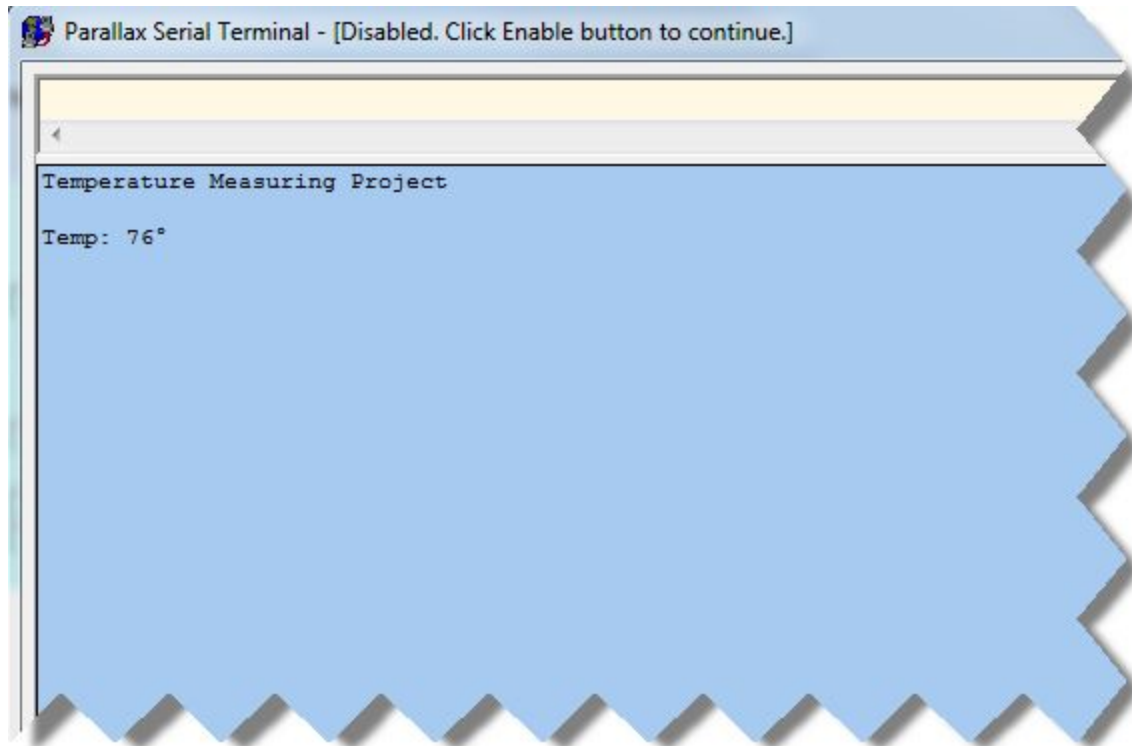 Parallax Serial Terminal - [Disabled. Click Enable button to continue.]
Temperature Measuring Project
Temp: 76°